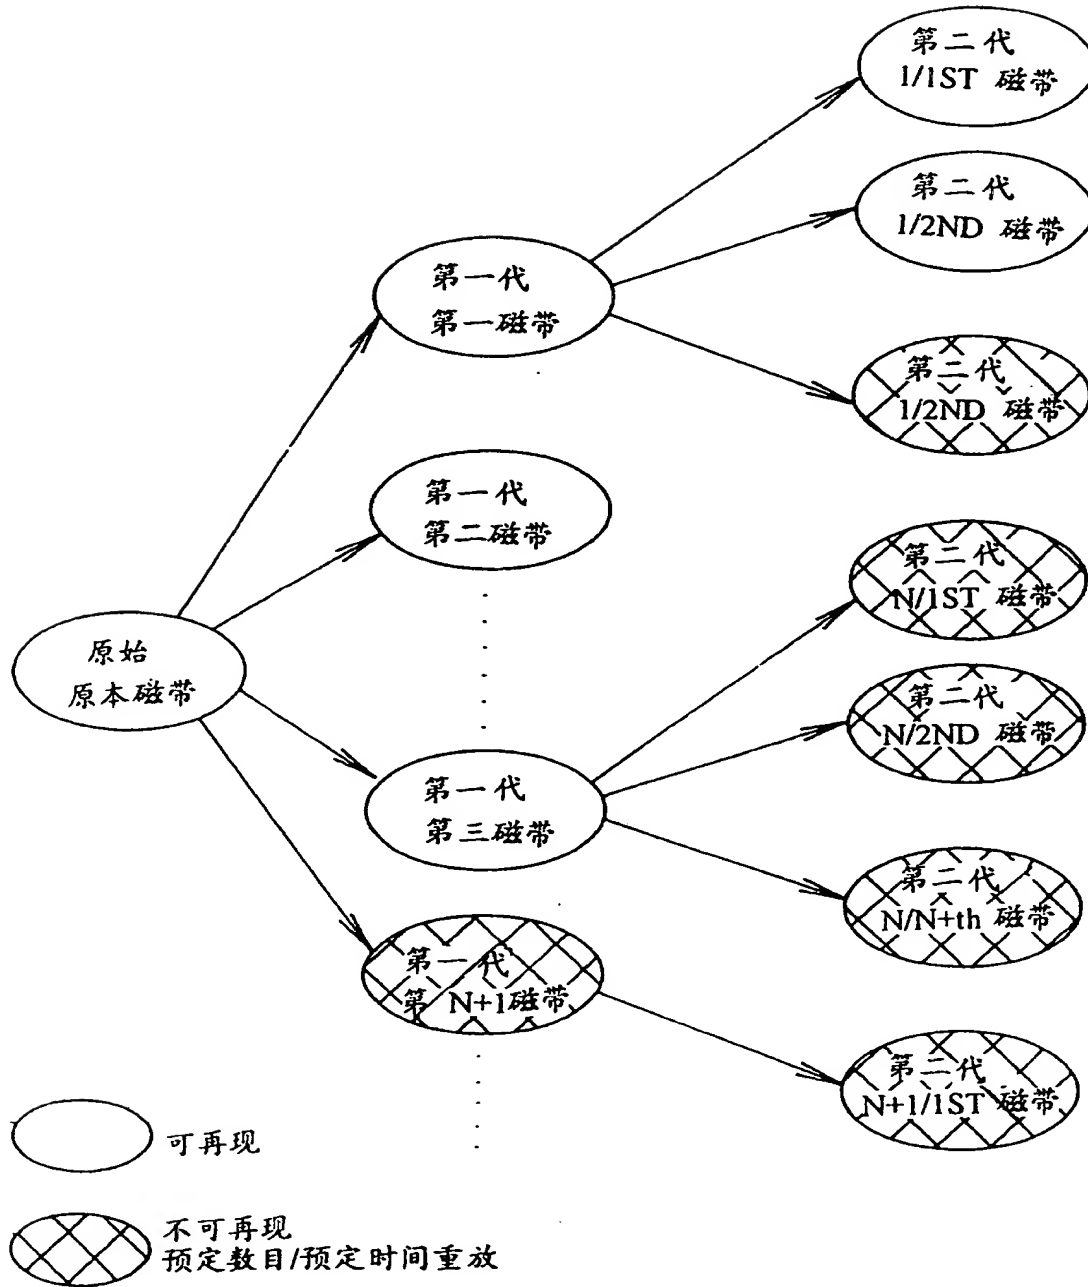 第二代
1/1ST 磁带
第二代
1/2ND 磁带
第一代
第一磁带
第二代
1/2ND 磁带
第一代
第二磁带
第二代
N/1ST 磁带
原始
原本磁带
第二代
N/2ND 磁带
第一代
第三磁带
第二代
N/N+th 磁带
第一代
第 N+1磁带
第二代
N+1/1ST 磁带
可再现
不可再现
预定数目/预定时间重放